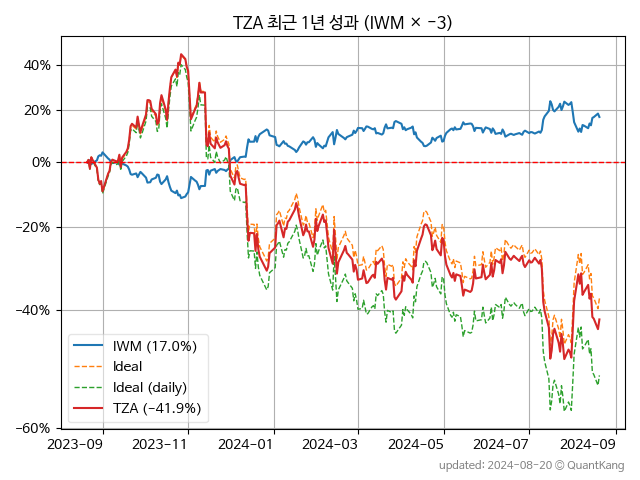 TZA 최근 1년 성과 (IWM × −3)
40%
20%
0%
−20%
−40%
−60%
IWM (17.0%)
Ideal
Ideal (daily)
TZA (−41.9%)
2023-09
2023-11
2024-01
2024-03
2024-05
2024-07
2024-09
updated: 2024-08-20 © QuantKang